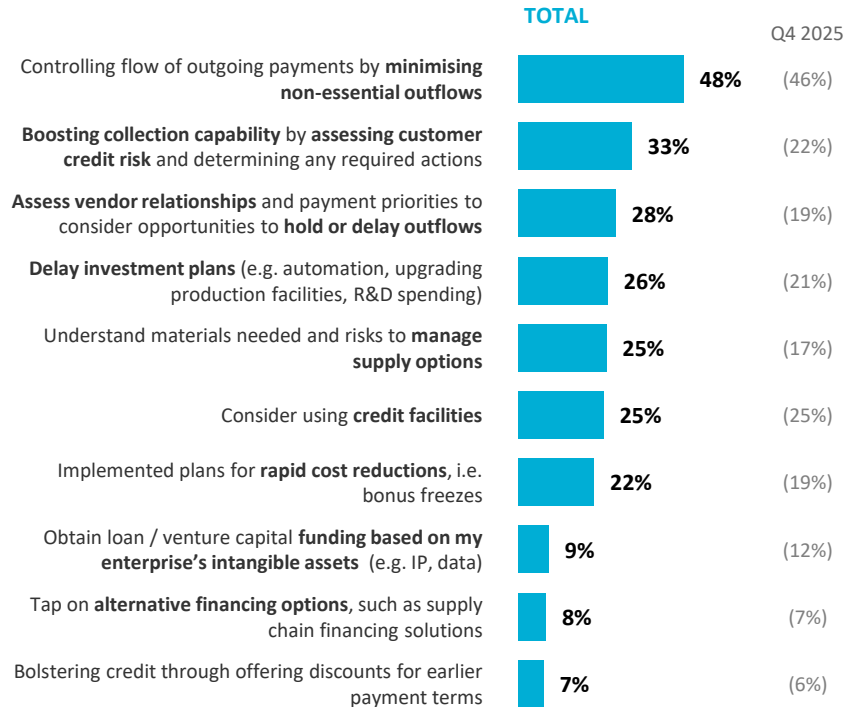 TOTAL
Q4 2025
Controlling flow of outgoing payments by minimising
non-essential outflows
48%
(46%)
Boosting collection capability by assessing customer
credit risk and determining any required actions
33%
(22%)
Assess vendor relationships and payment priorities to
consider opportunities to hold or delay outflows
28%
(19%)
Delay investment plans (e.g. automation, upgrading
production facilities, R&D spending)
26%
(21%)
Understand materials needed and risks to manage
supply options
25%
(17%)
Consider using credit facilities
25%
(25%)
Implemented plans for rapid cost reductions, i.e.
bonus freezes
22%
(19%)
Obtain loan / venture capital funding based on my
enterprise's intangible assets (e.g. IP, data)
9%
(12%)
Tap on alternative financing options, such as supply
chain financing solutions
8%
(7%)
Bolstering credit through offering discounts for earlier
payment terms
7%
(6%)